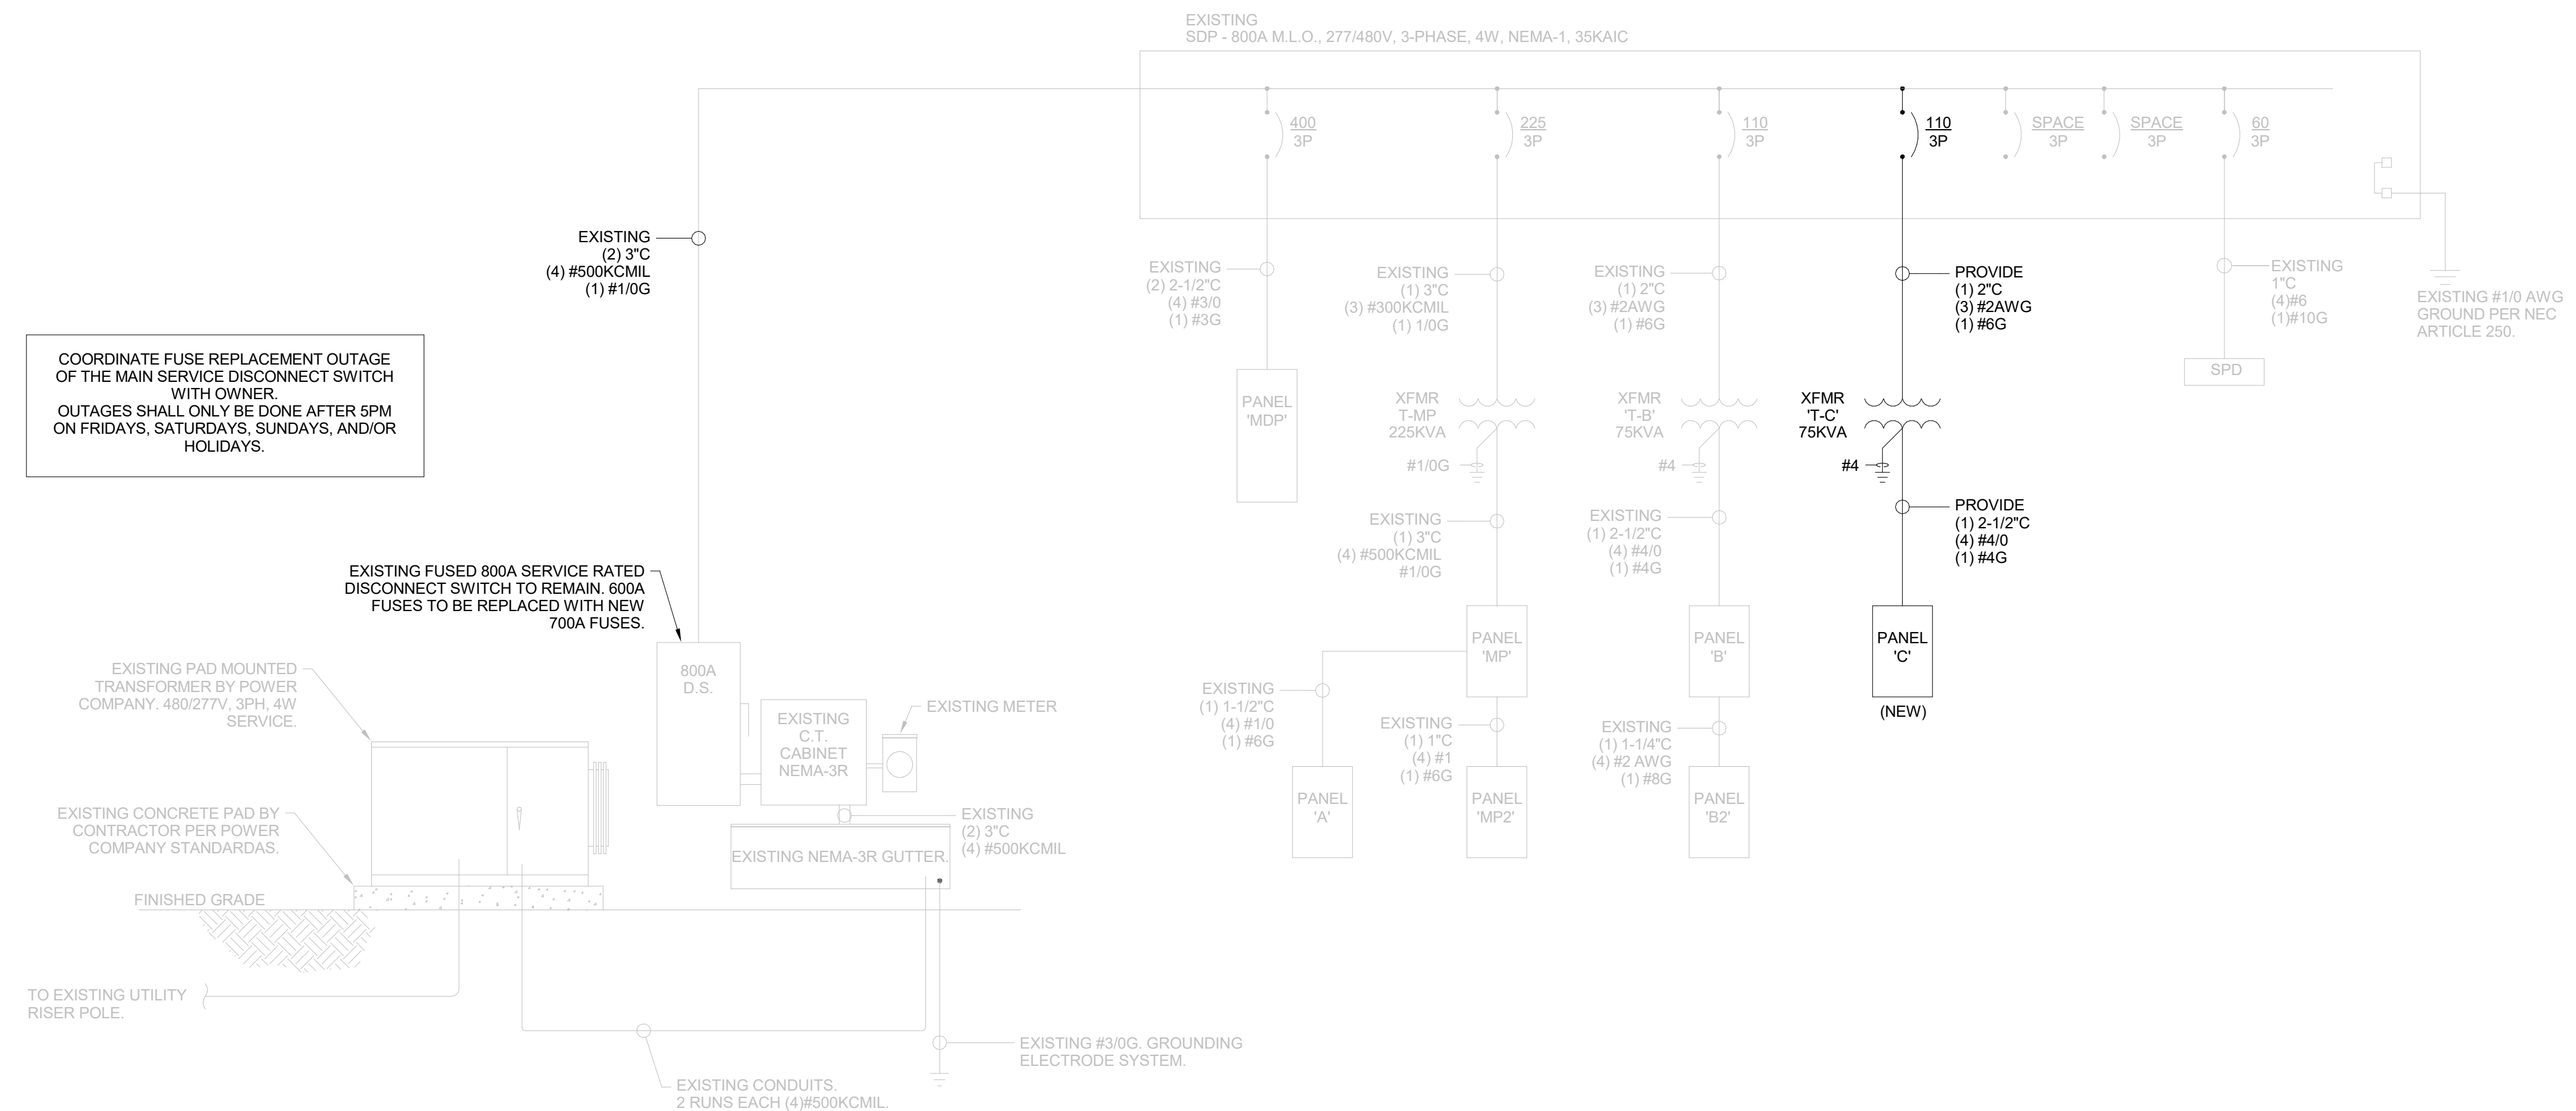 EXISTING
SDP - 800A M.L.O., 277/480V, 3-PHASE, 4W, NEMA-1, 35KAIC
400
3P
225
3P
110
3P
110
3P
SPACE
3P
SPACE
3P
60
3P
EXISTING
(2) 3"C
(4) #500KCMIL
(1) #1/0G
EXISTING
(2) 2-1/2"C
(4) #3/0
(1) #3G
EXISTING
(1) 3"C
(3) #300KCMIL
(1) 1/0G
EXISTING
(1) 2"C
(3) #2AWG
(1) #6G
PROVIDE
(1) 2"C
(3) #2AWG
(1) #6G
EXISTING
1"C
(4)#6
(1)#10G
EXISTING #1/0 AWG
GROUND PER NEC
ARTICLE 250.
COORDINATE FUSE REPLACEMENT OUTAGE
OF THE MAIN SERVICE DISCONNECT SWITCH
WITH OWNER.
OUTAGES SHALL ONLY BE DONE AFTER 5PM
ON FRIDAYS, SATURDAYS, SUNDAYS, AND/OR
HOLIDAYS.
PANEL
'MDP'
XFMR
T-MP
225KVA
#1/0G
XFMR
'T-B'
75KVA
#4
XFMR
'T-C'
75KVA
#4
SPD
EXISTING
(1) 3"C
(4) #500KCMIL
#1/0G
EXISTING
(1) 2-1/2"C
(4) #4/0
(1) #4G
PROVIDE
(1) 2-1/2"C
(4) #4/0
(1) #4G
EXISTING FUSED 800A SERVICE RATED
DISCONNECT SWITCH TO REMAIN. 600A
FUSES TO BE REPLACED WITH NEW
700A FUSES.
PANEL
'MP'
PANEL
'B'
PANEL
'C'
(NEW)
EXISTING PAD MOUNTED
TRANSFORMER BY POWER
COMPANY. 480/277V, 3PH, 4W
SERVICE.
800A
D.S.
EXISTING
C.T.
CABINET
NEMA-3R
EXISTING METER
EXISTING
(1) 1-1/2"C
(4) #1/0
(1) #6G
EXISTING
(1) 1"C
(4) #1
(1) #6G
EXISTING
(1) 1-1/4"C
(4) #2 AWG
(1) #8G
PANEL
'A'
PANEL
'MP2'
PANEL
'B2'
EXISTING CONCRETE PAD BY
CONTRACTOR PER POWER
COMPANY STANDARDAS.
EXISTING
(2) 3"C
(4) #500KCMIL
EXISTING NEMA-3R GUTTER.
FINISHED GRADE
TO EXISTING UTILITY
RISER POLE.
EXISTING #3/0G. GROUNDING
ELECTRODE SYSTEM.
EXISTING CONDUITS.
2 RUNS EACH (4)#500KCMIL.